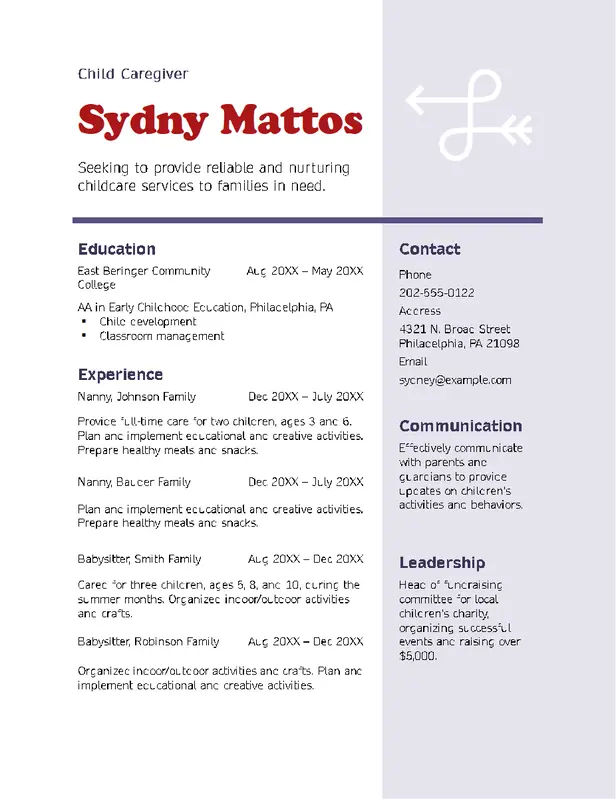 Child Caregiver
Sydny Mattos
Seeking to provide reliable and nurturing
childcare services to families in need.
Education
East Beringer Community Aug 20XX – May 20XX
College
AA in Early Childhood Education, Philadelphia, PA
▪ Child development
▪ Classroom management
Experience
Nanny, Johnson Family Dec 20XX – July 20XX
Provide full-time care for two children, ages 3 and 6.
Plan and implement educational and creative activities.
Prepare healthy meals and snacks.
Nanny, Bauder Family Dec 20XX – July 20XX
Plan and implement educational and creative activities.
Prepare healthy meals and snacks.
Babysitter, Smith Family Aug 20XX – Dec 20XX
Cared for three children, ages 6, 8, and 10, during the
summer months. Organized indoor/outdoor activities
and crafts.
Babysitter, Robinson Family Aug 20XX – Dec 20XX
Organized indoor/outdoor activities and crafts. Plan and
implement educational and creative activities.
Contact
Phone
202-555-0122
Address
4321 N. Broad Street
Philadelphia, PA 21098
Email
sydney@example.com
Communication
Effectively communicate
with parents and
guardians to provide
updates on children's
activities and behaviors.
Leadership
Head of fundraising
committee for local
children's charity,
organizing successful
events and raising over
$5,000.